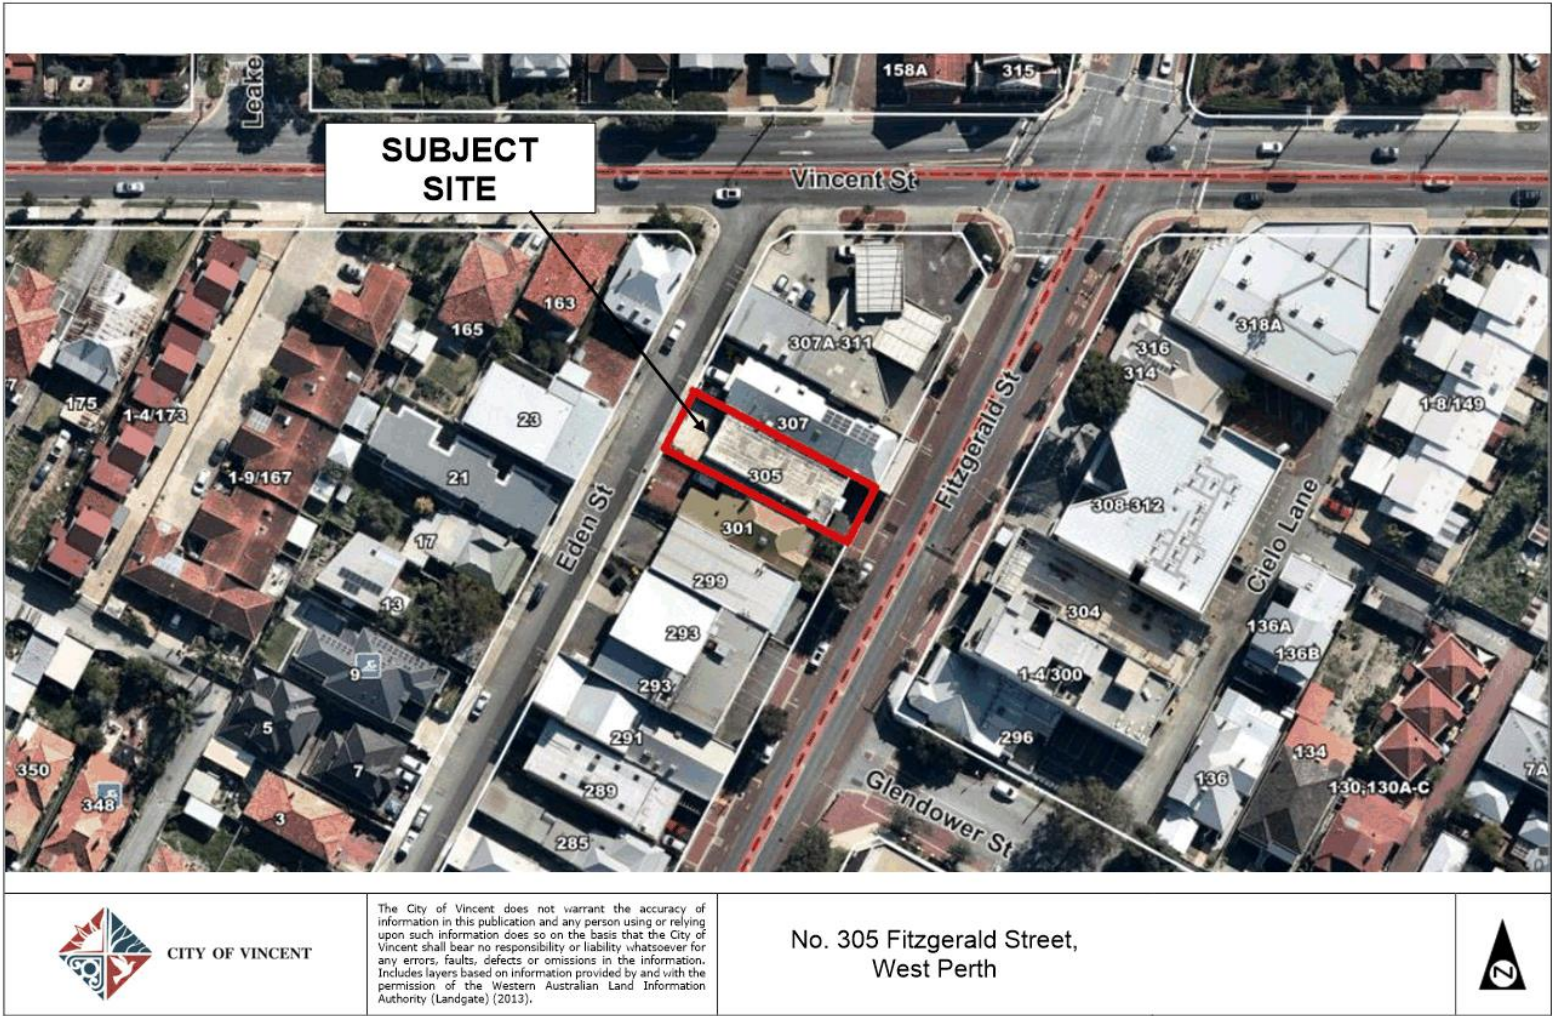 158A
315
Leake
SUBJECT
SITE
Vincent St
163
165
307A-311
318A
316
314
175
1-4/173
23
307
1-8/149
1-9/167
21
305
Fitzgerald St
308-312
Eden St
301
17
Cielo Lane
299
13
304
136A
293
136B
9
1-4/300
293
5
291
296
134
350
7
136
7A
348
289
130,130A-C
3
Glendower St
285
CITY OF VINCENT
The City of Vincent does not warrant the accuracy of
information in this publication and any person using or relying
upon such information does so on the basis that the City of
Vincent shall bear no responsibility or liability whatsoever for
any errors, faults, defects or omissions in the information.
Includes layers based on information provided by and with the
permission of the Western Australian Land Information
Authority (Landgate) (2013).
No. 305 Fitzgerald Street,
West Perth
N